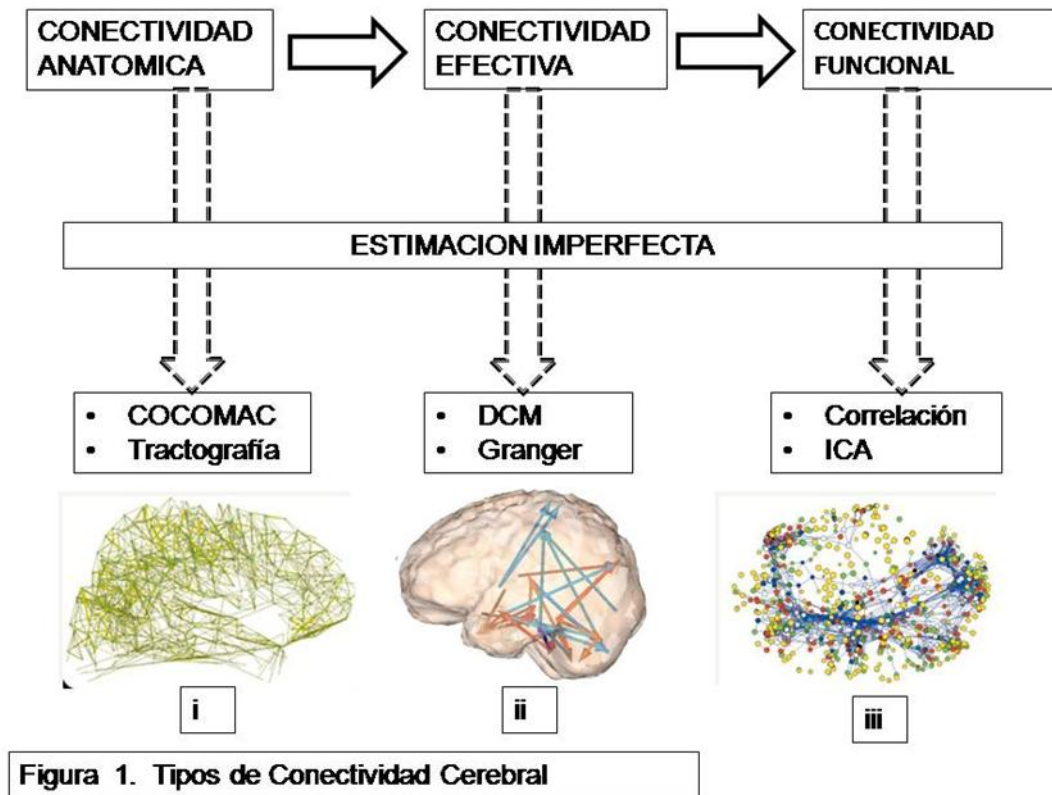 CONECTIVIDAD
ANATOMICA
CONECTIVIDAD
EFECTIVA
CONECTIVIDAD
FUNCIONAL
ESTIMACION IMPERFECTA
• COCOMAC
• Tractografía
• DCM
• Granger
• Correlación
• ICA
i
ii
iii
Figura 1. Tipos de Conectividad Cerebral